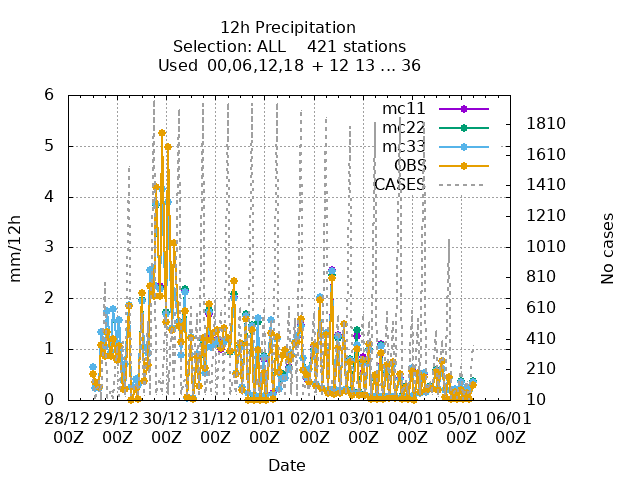 12h Precipitation
Selection: ALL 421 stations
Used 00,06,12,18 + 12 13 ... 36
mm/12h
6
5
4
3
2
1
0
mc11
mc22
mc33
OBS
CASES
1810
1610
1410
1210
1010
810
610
410
210
10
No cases
28/12 29/12 30/12 31/12 01/01 02/01 03/01 04/01 05/01 06/01
00Z 00Z 00Z 00Z 00Z 00Z 00Z 00Z 00Z 00Z
Date